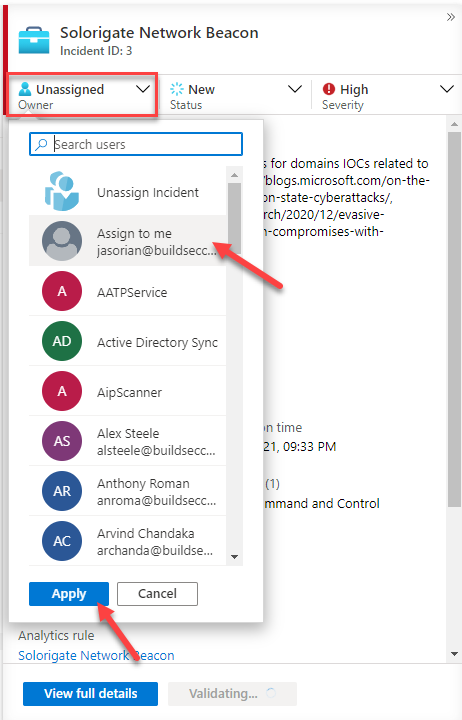 »
Solorigate Network Beacon
Incident ID: 3
Unassigned
Owner
New
Status
High
Severity
Search users
Unassign Incident
Assign to me
jasorian@buildsecc...
A
AATPService
AD
Active Directory Sync
A
AipScanner
AS
Alex Steele
alsteele@buildsecc...
AR
Anthony Roman
anroma@buildsecc...
AC
Arvind Chandaka
archanda@buildse...
Apply
Cancel
s for domains IOCs related to
/blogs.microsoft.com/on-the-
on-state-cyberattacks/,
rch/2020/12/evasive-
n-compromises-with-
on time
21, 09:33 PM
(1)
mmand and Control
Analytics rule
Solorigate Network Beacon
View full details
Validating...